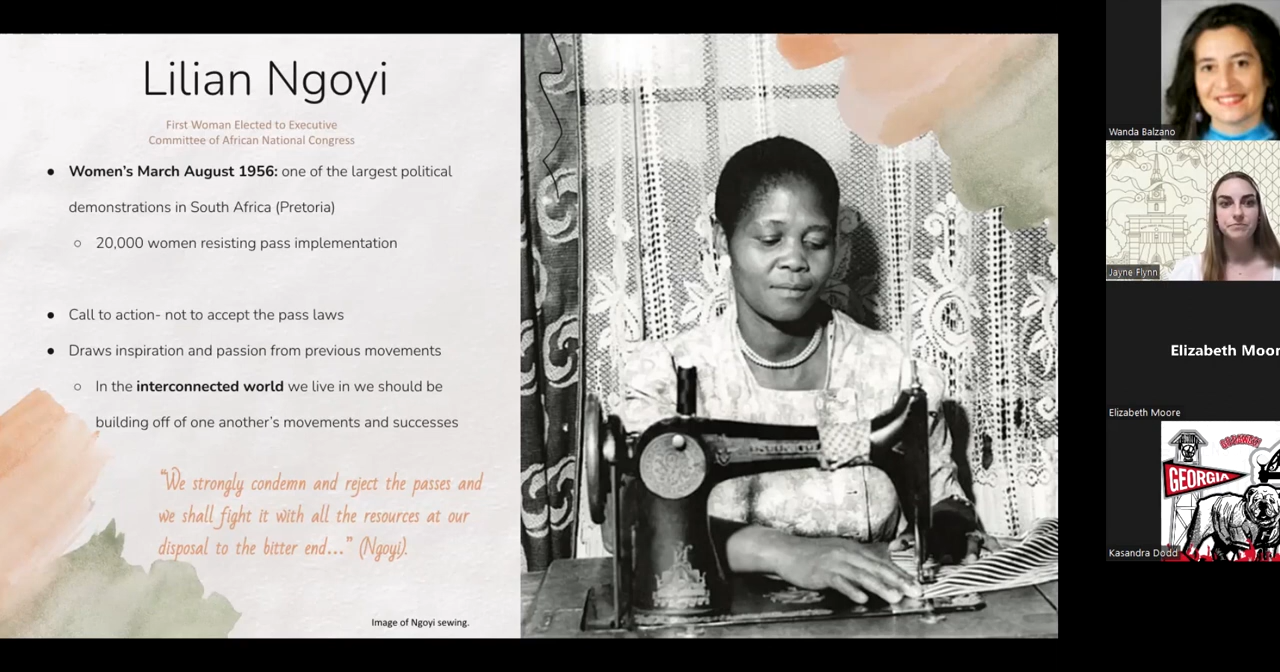 Lilian Ngoyi
First Woman Elected to Executive
Committee of African National Congress
● Women's March August 1956: one of the largest political
demonstrations in South Africa (Pretoria)
○ 20,000 women resisting pass implementation
● Call to action- not to accept the pass laws
● Draws inspiration and passion from previous movements
○ In the interconnected world we live in we should be
building off of one another's movements and successes
"We strongly condemn and reject the passes and
we shall fight it with all the resources at our
disposal to the bitter end..." (Ngoyi).
Image of Ngoyi sewing.
Wanda Balzano
Jayne Flynn
Elizabeth Moor
Elizabeth Moore
GEORGIA
Kasandra Dodd